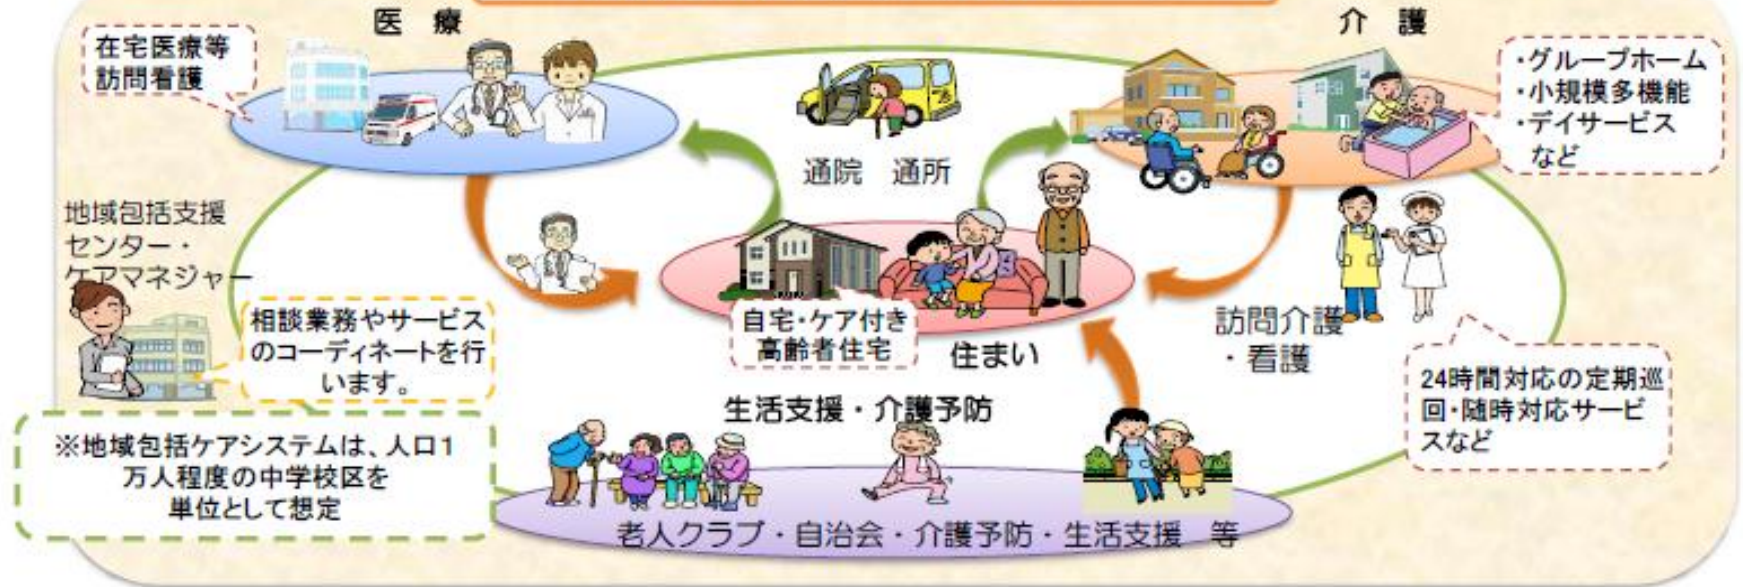 医 療
介 護
在宅医療等
訪問看護
・グループホーム
・小規模多機能
・デイサービス
など
通院 通所
地域包括支援
センター・
ケアマネジャー
相談業務やサービス
のコーディネートを行
います。
自宅・ケア付き
高齢者住宅
住まい
訪問介護
・看護
24時間対応の定期巡
回・随時対応サービ
スなど
生活支援・介護予防
※地域包括ケアシステムは、人口1
万人程度の中学校区を
単位として想定
老人クラブ・自治会・介護予防・生活支援 等